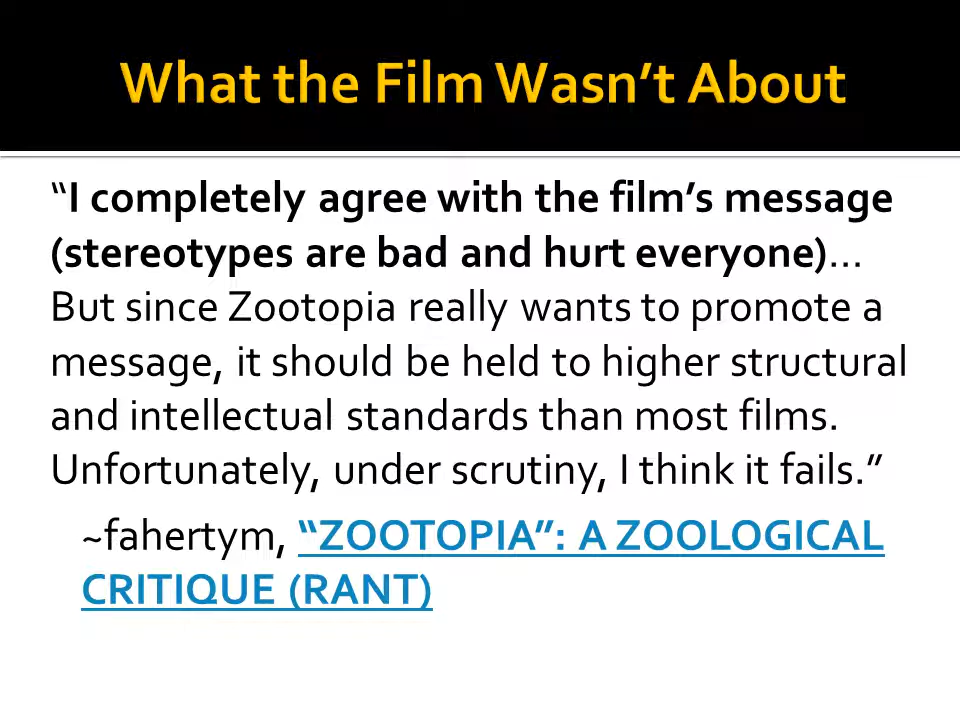 What the Film Wasn’t About
“I completely agree with the film’s message
(stereotypes are bad and hurt everyone)…
But since Zootopia really wants to promote a
message, it should be held to higher structural
and intellectual standards than most films.
Unfortunately, under scrutiny, I think it fails.”
~fahertym, “ZOOTOPIA”: A ZOOLOGICAL
CRITIQUE (RANT)